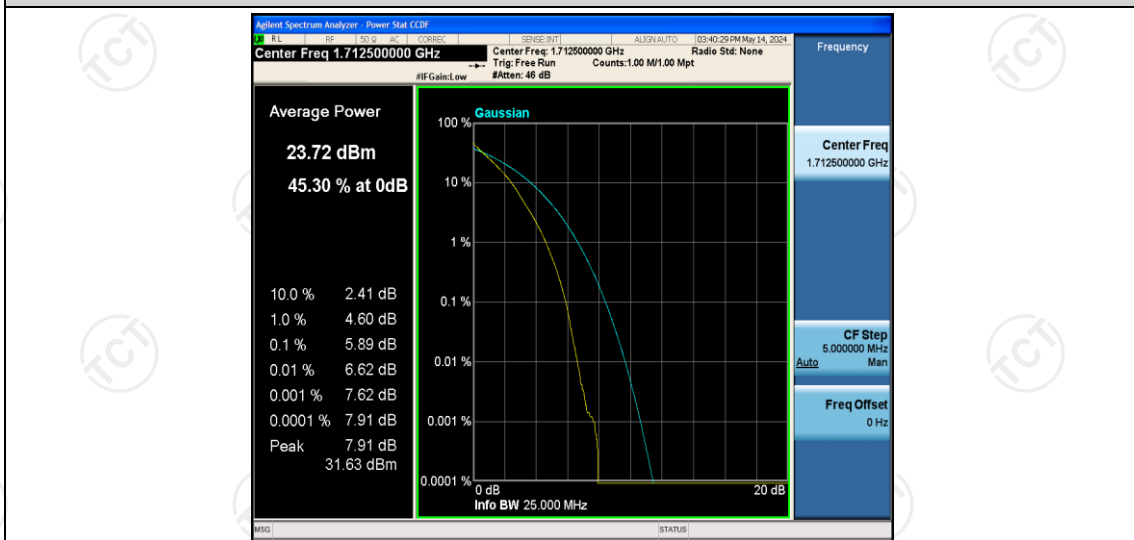 Agilent Spectrum Analyzer - Power Stat CCDF
RL RF 50 Ω AC CORREC SENSE:INT ALIGN AUTO 03:40:29 PM May 14, 2024
Center Freq 1.712500000 GHz
Center Freq: 1.712500000 GHz Radio Std: None
Trig: Free Run Counts:1.00 M/1.00 Mpt
#IFGain:Low #Atten: 46 dB
Frequency
Average Power
23.72 dBm
45.30 % at 0dB
10.0 % 2.41 dB
1.0 % 4.60 dB
0.1 % 5.89 dB
0.01 % 6.62 dB
0.001 % 7.62 dB
0.0001 % 7.91 dB
Peak 7.91 dB
31.63 dBm
Gaussian
100 %
10 %
1 %
0.1 %
0.01 %
0.001 %
0.0001 %
0 dB 20 dB
Info BW 25.000 MHz
Center Freq
1.712500000 GHz
CF Step
5.000000 MHz
Auto Man
Freq Offset
0 Hz
MSG STATUS
TCT
TCT
TCT
TCT